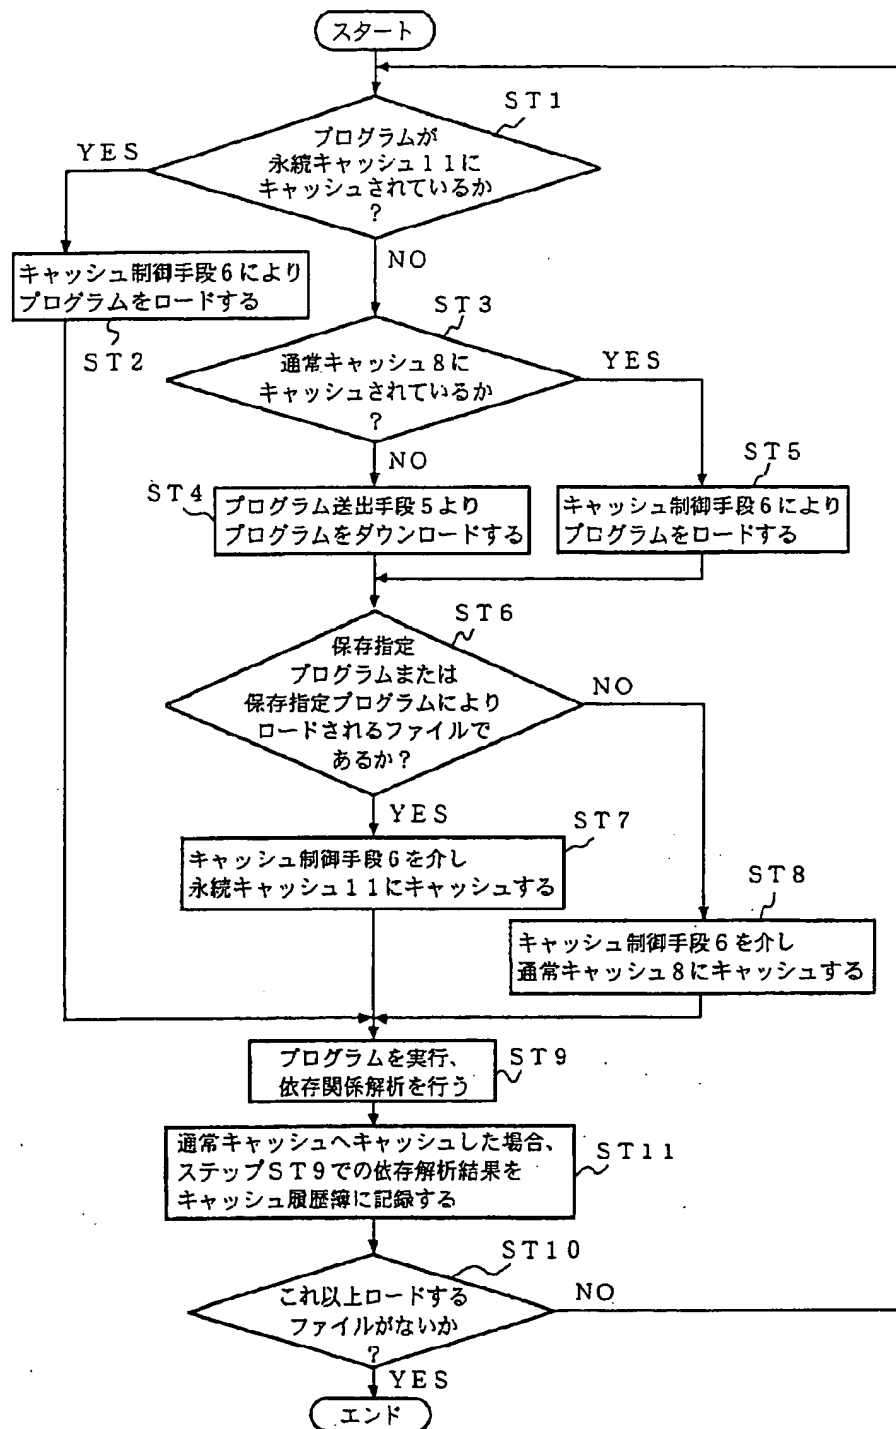 スタート
ST1
プログラムが
永続キャッシュ11に
キャッシュされているか
?
YES
NO
キャッシュ制御手段6により
プログラムをロードする
ST2
ST3
通常キャッシュ8に
キャッシュされているか
?
YES
NO
ST4
プログラム送出手段5より
プログラムをダウンロードする
ST5
キャッシュ制御手段6により
プログラムをロードする
ST6
保存指定
プログラムまたは
保存指定プログラムにより
ロードされるファイルで
あるか?
NO
YES
ST7
キャッシュ制御手段6を介し
永続キャッシュ11にキャッシュする
ST8
キャッシュ制御手段6を介し
通常キャッシュ8にキャッシュする
プログラムを実行、
依存関係解析を行う
ST9
通常キャッシュへキャッシュした場合、
ステップST9での依存解析結果を
キャッシュ履歴簿に記録する
ST11
ST10
これ以上ロードする
ファイルがないか
?
NO
YES
エンド